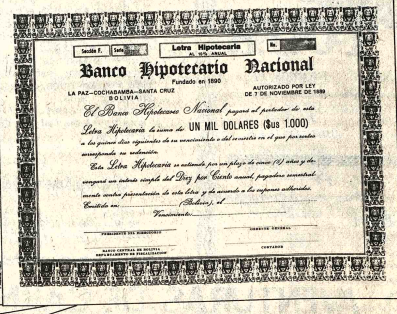 Sección F. Serie
Letra Hipotecaria
AL 10% ANUAL
No.
Banco Hipotecario Nacional
Fundado en 1890
LA PAZ–COCHABAMBA–SANTA CRUZ
BOLIVIA
AUTORIZADO POR LEY
DE 7 DE NOVIEMBRE DE 1889
El Banco Hipotecario Nacional pagará al portador de esta
Letra Hipotecaria la suma de UN MIL DOLARES ($us 1.000)
a los quince días siguientes de su vencimiento o del sorteo en el que por suerte
corresponda su redención.
Esta Letra Hipotecaria se extiende por un plazo de cinco (5) años y de-
vengará un interés simple del Diez por Ciento anual, pagadero semestral-
mente contra presentación de esta letra y de acuerdo a los cupones adheridos.
Emitida en: (Bolivia), el
Vencimiento:
PRESIDENTE DEL DIRECTORIO
GERENTE GENERAL
BANCO CENTRAL DE BOLIVIA
DEPARTAMENTO DE FISCALIZACION
CONTADOR